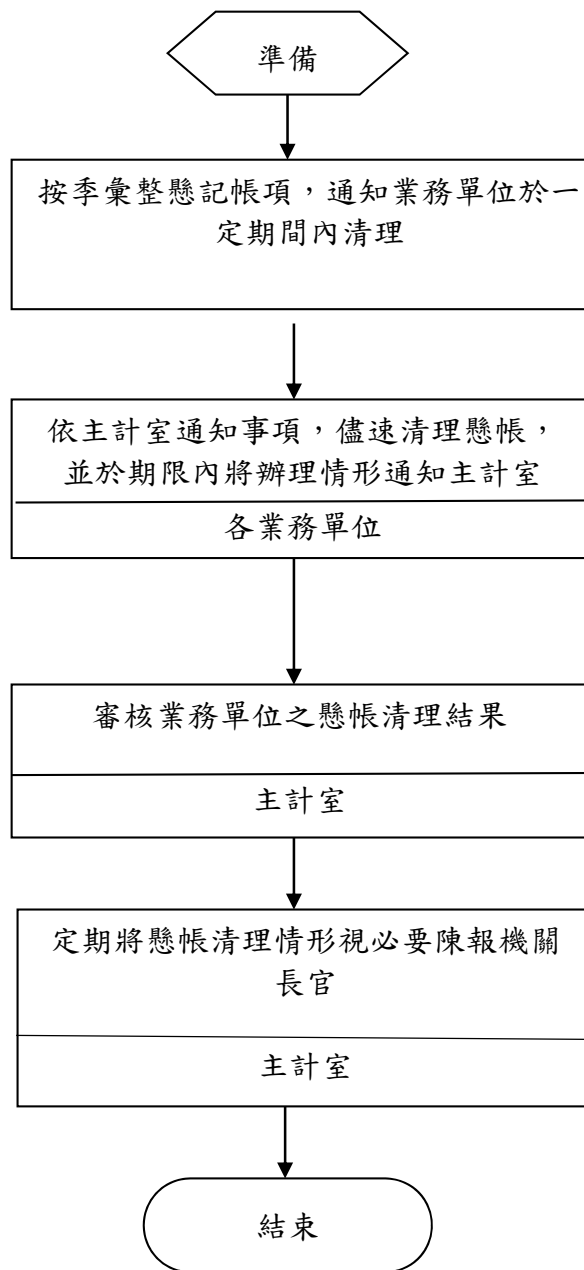 準備
按季彙整懸記帳項，通知業務單位於一
定期間內清理
依主計室通知事項，儘速清理懸帳，
並於期限內將辦理情形通知主計室
各業務單位
審核業務單位之懸帳清理結果
主計室
定期將懸帳清理情形視必要陳報機關
長官
主計室
結束